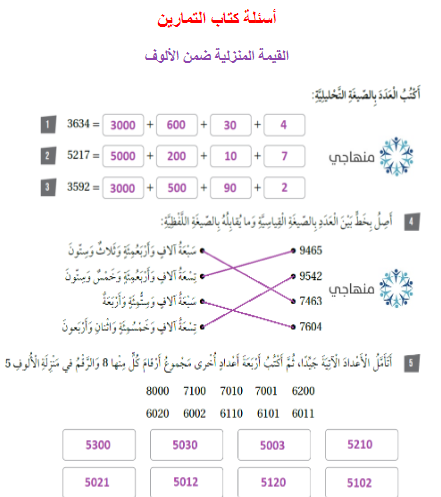 أسئلة كتاب التمارين
القيمة المنزلية ضمن الألوف
أَكْتُبُ الْعَدَدَ بِالصّيغَةِ التَّحْليلِيَّةِ:
1 3634 = 3000 + 600 + 30 + 4
2 5217 = 5000 + 200 + 10 + 7
منهاجي
3 3592 = 3000 + 500 + 90 + 2
4 أَصِلُ بِخَطٍّ بَيْنَ الْعَدَدِ بِالصّيغَةِ الْقِياسِيَّةِ وَما يُقابِلُهُ بِالصّيغَةِ اللَّفْظِيَّةِ:
سَبْعَةُ آلافٍ وَأَرْبَعُمِئَةٍ وَثَلاثٌ وَسِتّونَ 9465
تِسْعَةُ آلافٍ وَأَرْبَعُمِئَةٍ وَخَمْسٌ وَسِتّونَ 9542
منهاجي
سَبْعَةُ آلافٍ وَسِتُّمِئَةٍ وَأَرْبَعَةٌ 7463
تِسْعَةُ آلافٍ وَخَمْسُمِئَةٍ وَاثْنانِ وَأَرْبَعونَ 7604
5 أَتَأَمَّلُ الْأَعْدادَ الْآتِيَةَ جَيِّدًا، ثُمَّ أَكْتُبُ أَرْبَعَةَ أَعْدادٍ أُخْرى مَجْموعُ أَرْقامِ كُلٍّ مِنْها 8 وَالرَّقْمُ في مَنْزِلَةِ الْأُلوفِ 5
8000 7100 7010 7001 6200
6020 6002 6110 6101 6011
5300 5030 5003 5210
5021 5012 5120 5102